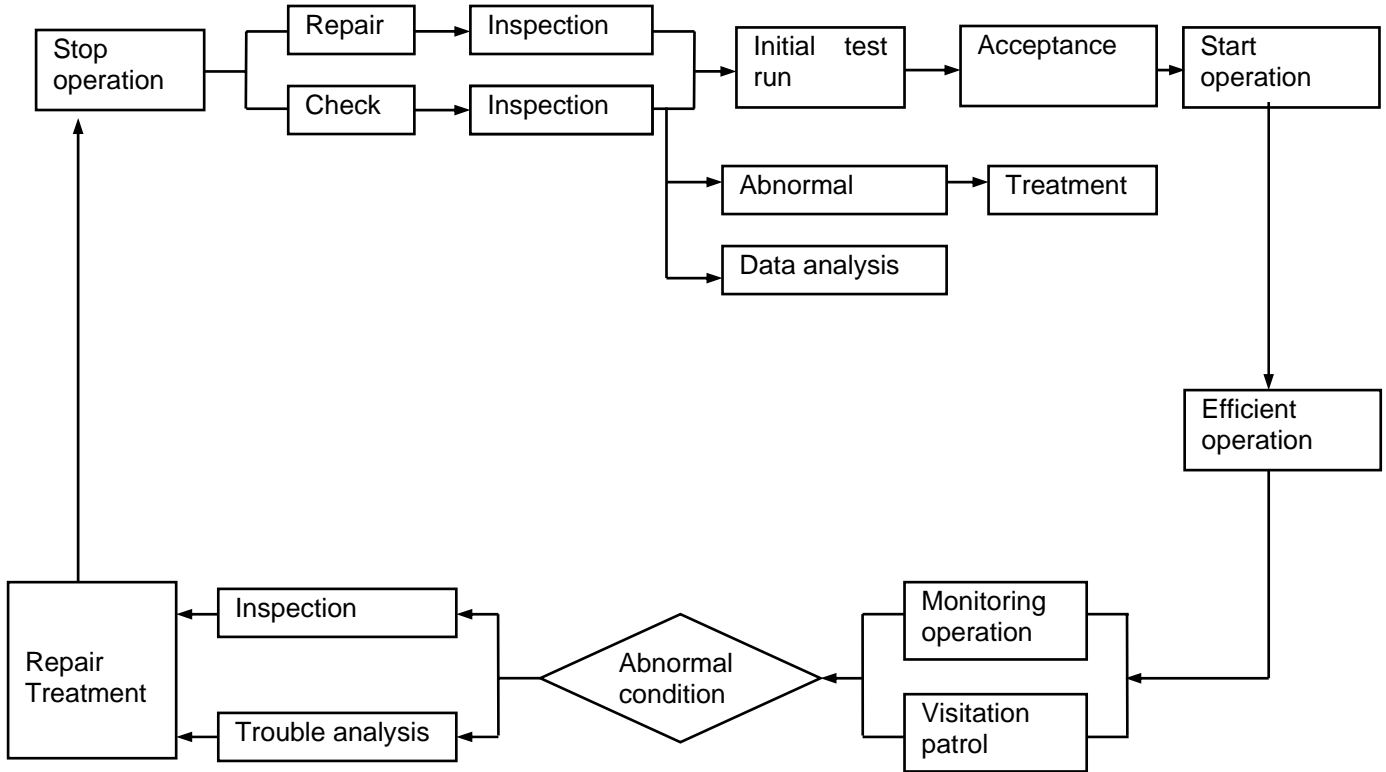 Stop
operation
Repair
Inspection
Check
Inspection
Initial test
run
Acceptance
Start
operation
Abnormal
Treatment
Data analysis
Efficient
operation
Monitoring
operation
Visitation
patrol
Abnormal
condition
Inspection
Trouble analysis
Repair
Treatment